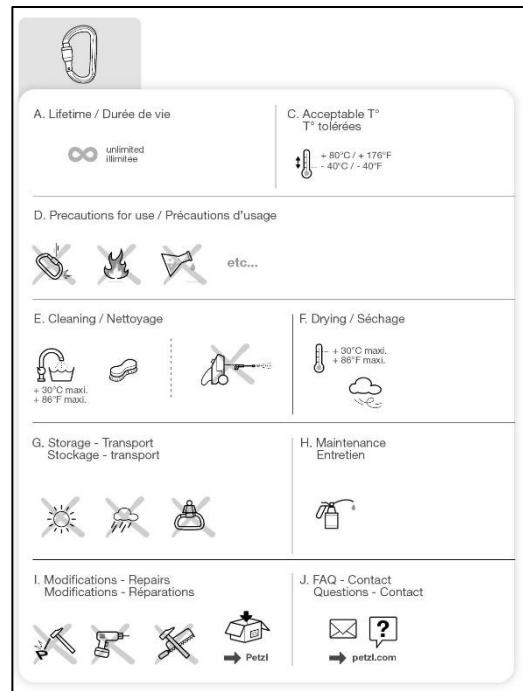 A. Lifetime / Durée de vie
unlimited
illimitée
C. Acceptable T°
T° tolérées
+ 80°C / + 176°F
- 40°C / - 40°F
D. Precautions for use / Précautions d'usage
etc...
E. Cleaning / Nettoyage
+ 30°C maxi.
+ 86°F maxi.
F. Drying / Séchage
+ 30°C maxi.
+ 86°F maxi.
G. Storage - Transport
Stockage - transport
H. Maintenance
Entretien
I. Modifications - Repairs
Modifications - Réparations
➡ Petzl
J. FAQ - Contact
Questions - Contact
?
➡ petzl.com